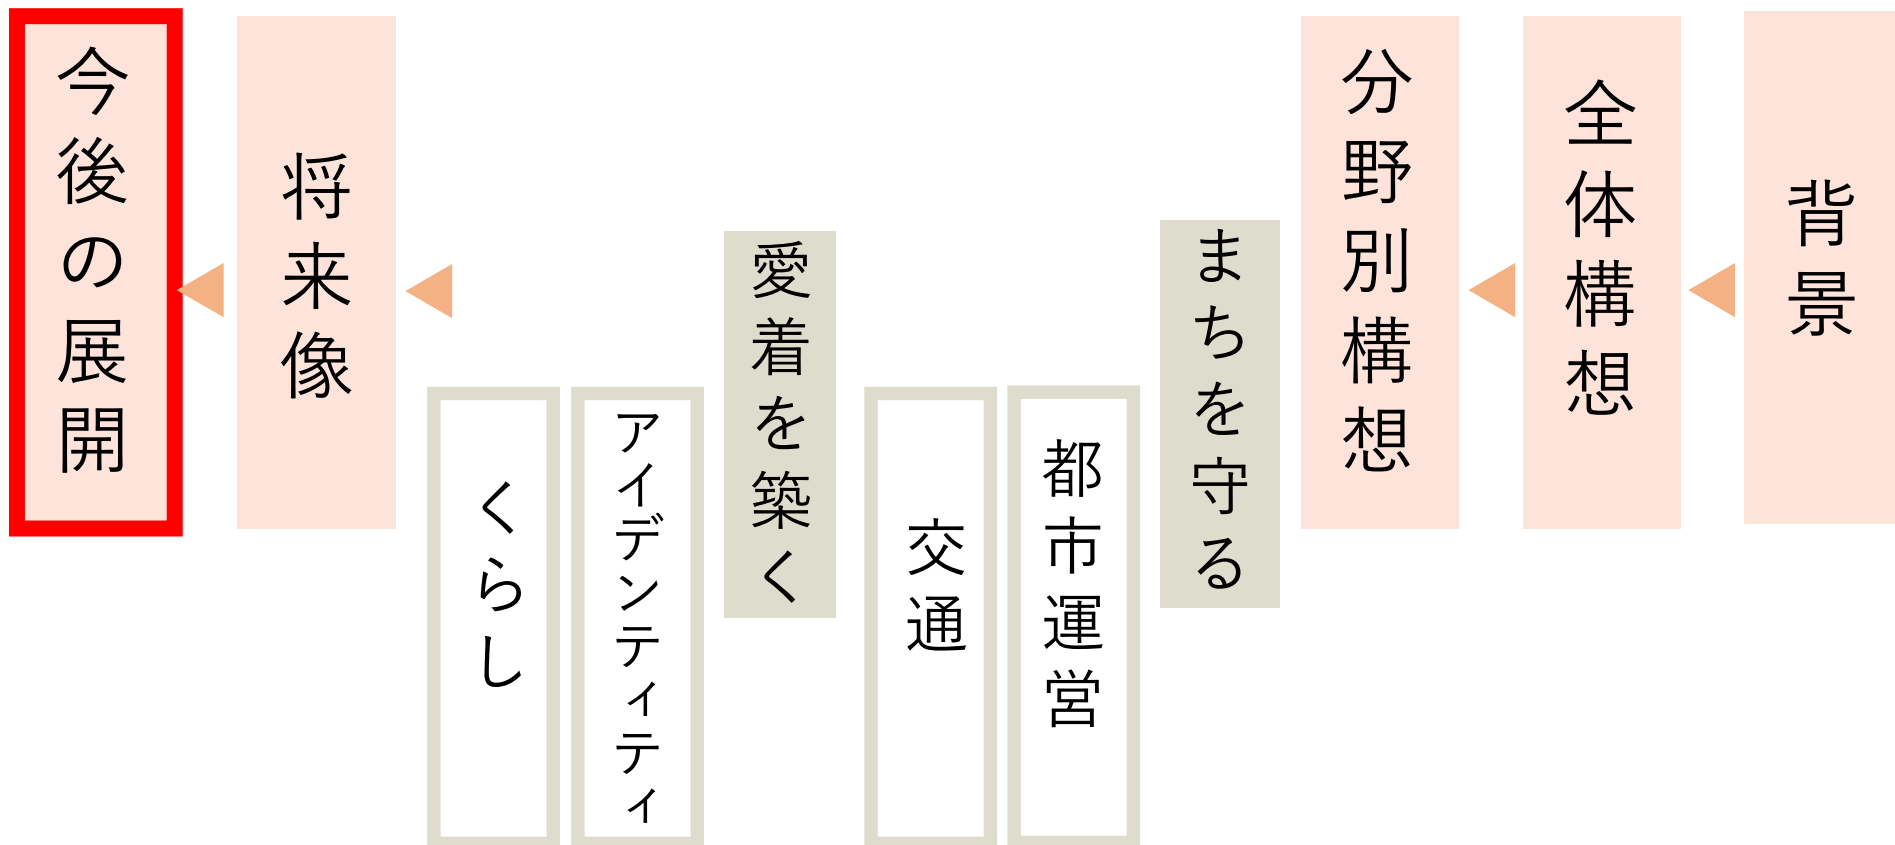 背景
全体構想
分野別構想
まちを守る
都市運営
交通
愛着を築く
アイデンティティ
くらし
将来像
今後の展開